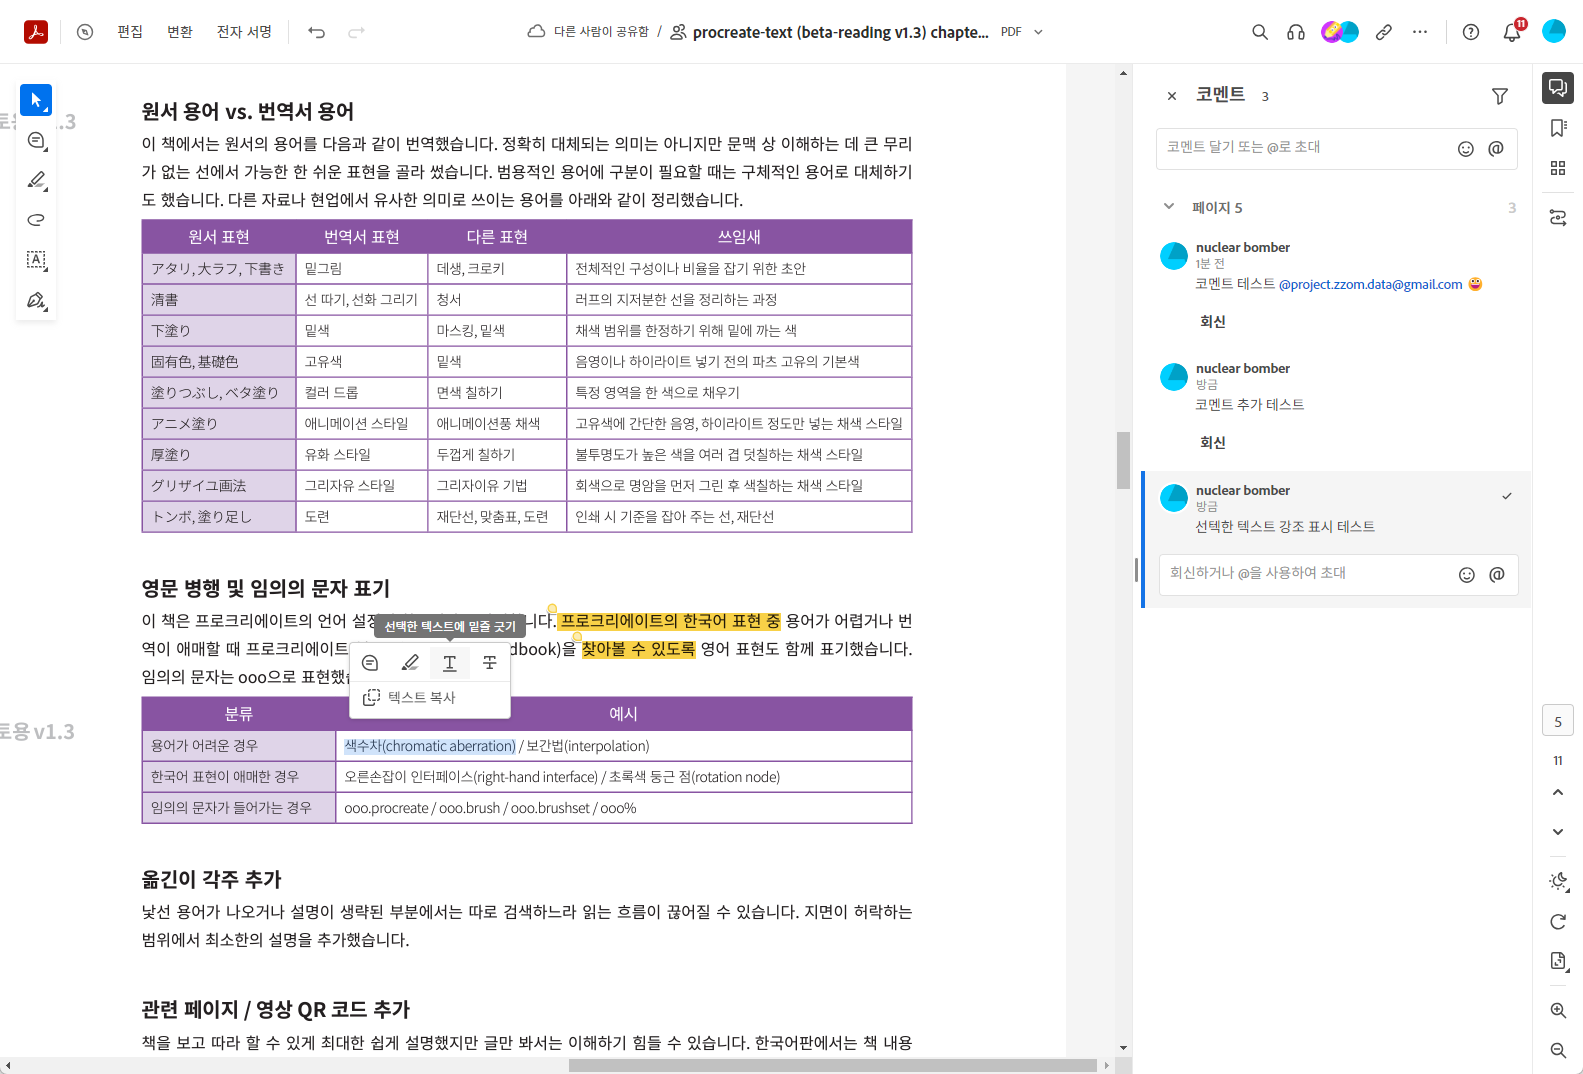 편집 변환 전자 서명
다른 사람이 공유함 / procreate-text (beta-reading v1.3) chapte... PDF
11
토용 v1.3
원서 용어 vs. 번역서 용어
이 책에서는 원서의 용어를 다음과 같이 번역했습니다. 정확히 대체되는 의미는 아니지만 문맥 상 이해하는 데 큰 무리
가 없는 선에서 가능한 한 쉬운 표현을 골라 썼습니다. 범용적인 용어에 구분이 필요할 때는 구체적인 용어로 대체하기
도 했습니다. 다른 자료나 현업에서 유사한 의미로 쓰이는 용어를 아래와 같이 정리했습니다.
원서 표현 번역서 표현 다른 표현 쓰임새
アタリ, 大ラフ, 下書き 밑그림 데생, 크로키 전체적인 구성이나 비율을 잡기 위한 초안
清書 선 따기, 선화 그리기 청서 러프의 지저분한 선을 정리하는 과정
下塗り 밑색 마스킹, 밑색 채색 범위를 한정하기 위해 밑에 까는 색
固有色, 基礎色 고유색 밑색 음영이나 하이라이트 넣기 전의 파츠 고유의 기본색
塗りつぶし, ベタ塗り 컬러 드롭 면색 칠하기 특정 영역을 한 색으로 채우기
アニメ塗り 애니메이션 스타일 애니메이션풍 채색 고유색에 간단한 음영, 하이라이트 정도만 넣는 채색 스타일
厚塗り 유화 스타일 두껍게 칠하기 불투명도가 높은 색을 여러 겹 덧칠하는 채색 스타일
グリザイユ画法 그리자유 스타일 그리자이유 기법 회색으로 명암을 먼저 그린 후 색칠하는 채색 스타일
トンボ, 塗り足し 도련 재단선, 맞춤표, 도련 인쇄 시 기준을 잡아 주는 선, 재단선
영문 병행 및 임의의 문자 표기
이 책은 프로크리에이트의 언어 설정 니다. 프로크리에이트의 한국어 표현 중 용어가 어렵거나 번
선택한 텍스트에 밑줄 긋기
역이 애매할 때 프로크리에이트 dbook)을 찾아볼 수 있도록 영어 표현도 함께 표기했습니다.
임의의 문자는 ooo으로 표현했습
텍스트 복사
분류 예시
용어가 어려운 경우 색수차(chromatic aberration) / 보간법(interpolation)
한국어 표현이 애매한 경우 오른손잡이 인터페이스(right-hand interface) / 초록색 둥근 점(rotation node)
임의의 문자가 들어가는 경우 ooo.procreate / ooo.brush / ooo.brushset / ooo%
토용 v1.3
옮긴이 각주 추가
낯선 용어가 나오거나 설명이 생략된 부분에서는 따로 검색하느라 읽는 흐름이 끊어질 수 있습니다. 지면이 허락하는
범위에서 최소한의 설명을 추가했습니다.
관련 페이지 / 영상 QR 코드 추가
책을 보고 따라 할 수 있게 최대한 쉽게 설명했지만 글만 봐서는 이해하기 힘들 수 있습니다. 한국어판에서는 책 내용
코멘트 3
코멘트 달기 또는 @로 초대
페이지 5 3
nuclear bomber
1분 전
코멘트 테스트 @project.zzom.data@gmail.com
회신
nuclear bomber
방금
코멘트 추가 테스트
회신
nuclear bomber
방금
선텍한 텍스트 강조 표시 테스트
회신하거나 @을 사용하여 초대
5
11